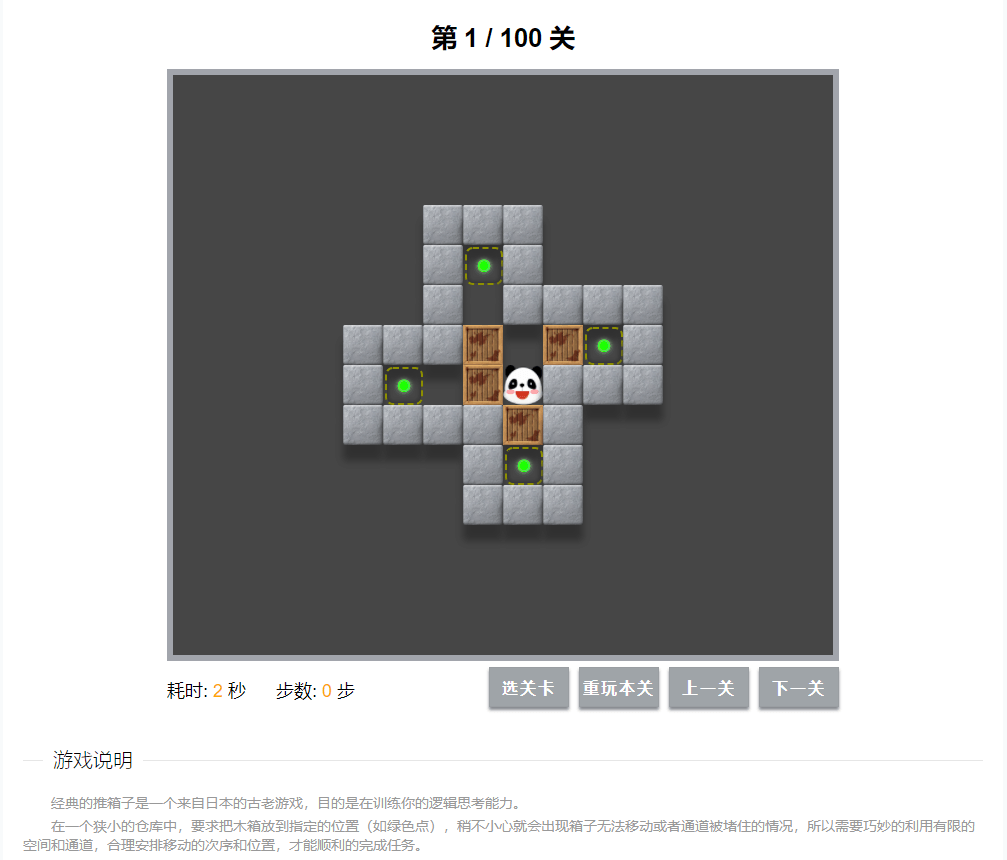 第 1 / 100 关
耗时: 2 秒 步数: 0 步
选关卡 重玩本关 上一关 下一关
游戏说明
经典的推箱子是一个来自日本的古老游戏，目的是在训练你的逻辑思考能力。
在一个狭小的仓库中，要求把木箱放到指定的位置（如绿色点），稍不小心就会出现箱子无法移动或者通道被堵住的情况，所以需要巧妙的利用有限的
空间和通道，合理安排移动的次序和位置，才能顺利的完成任务。